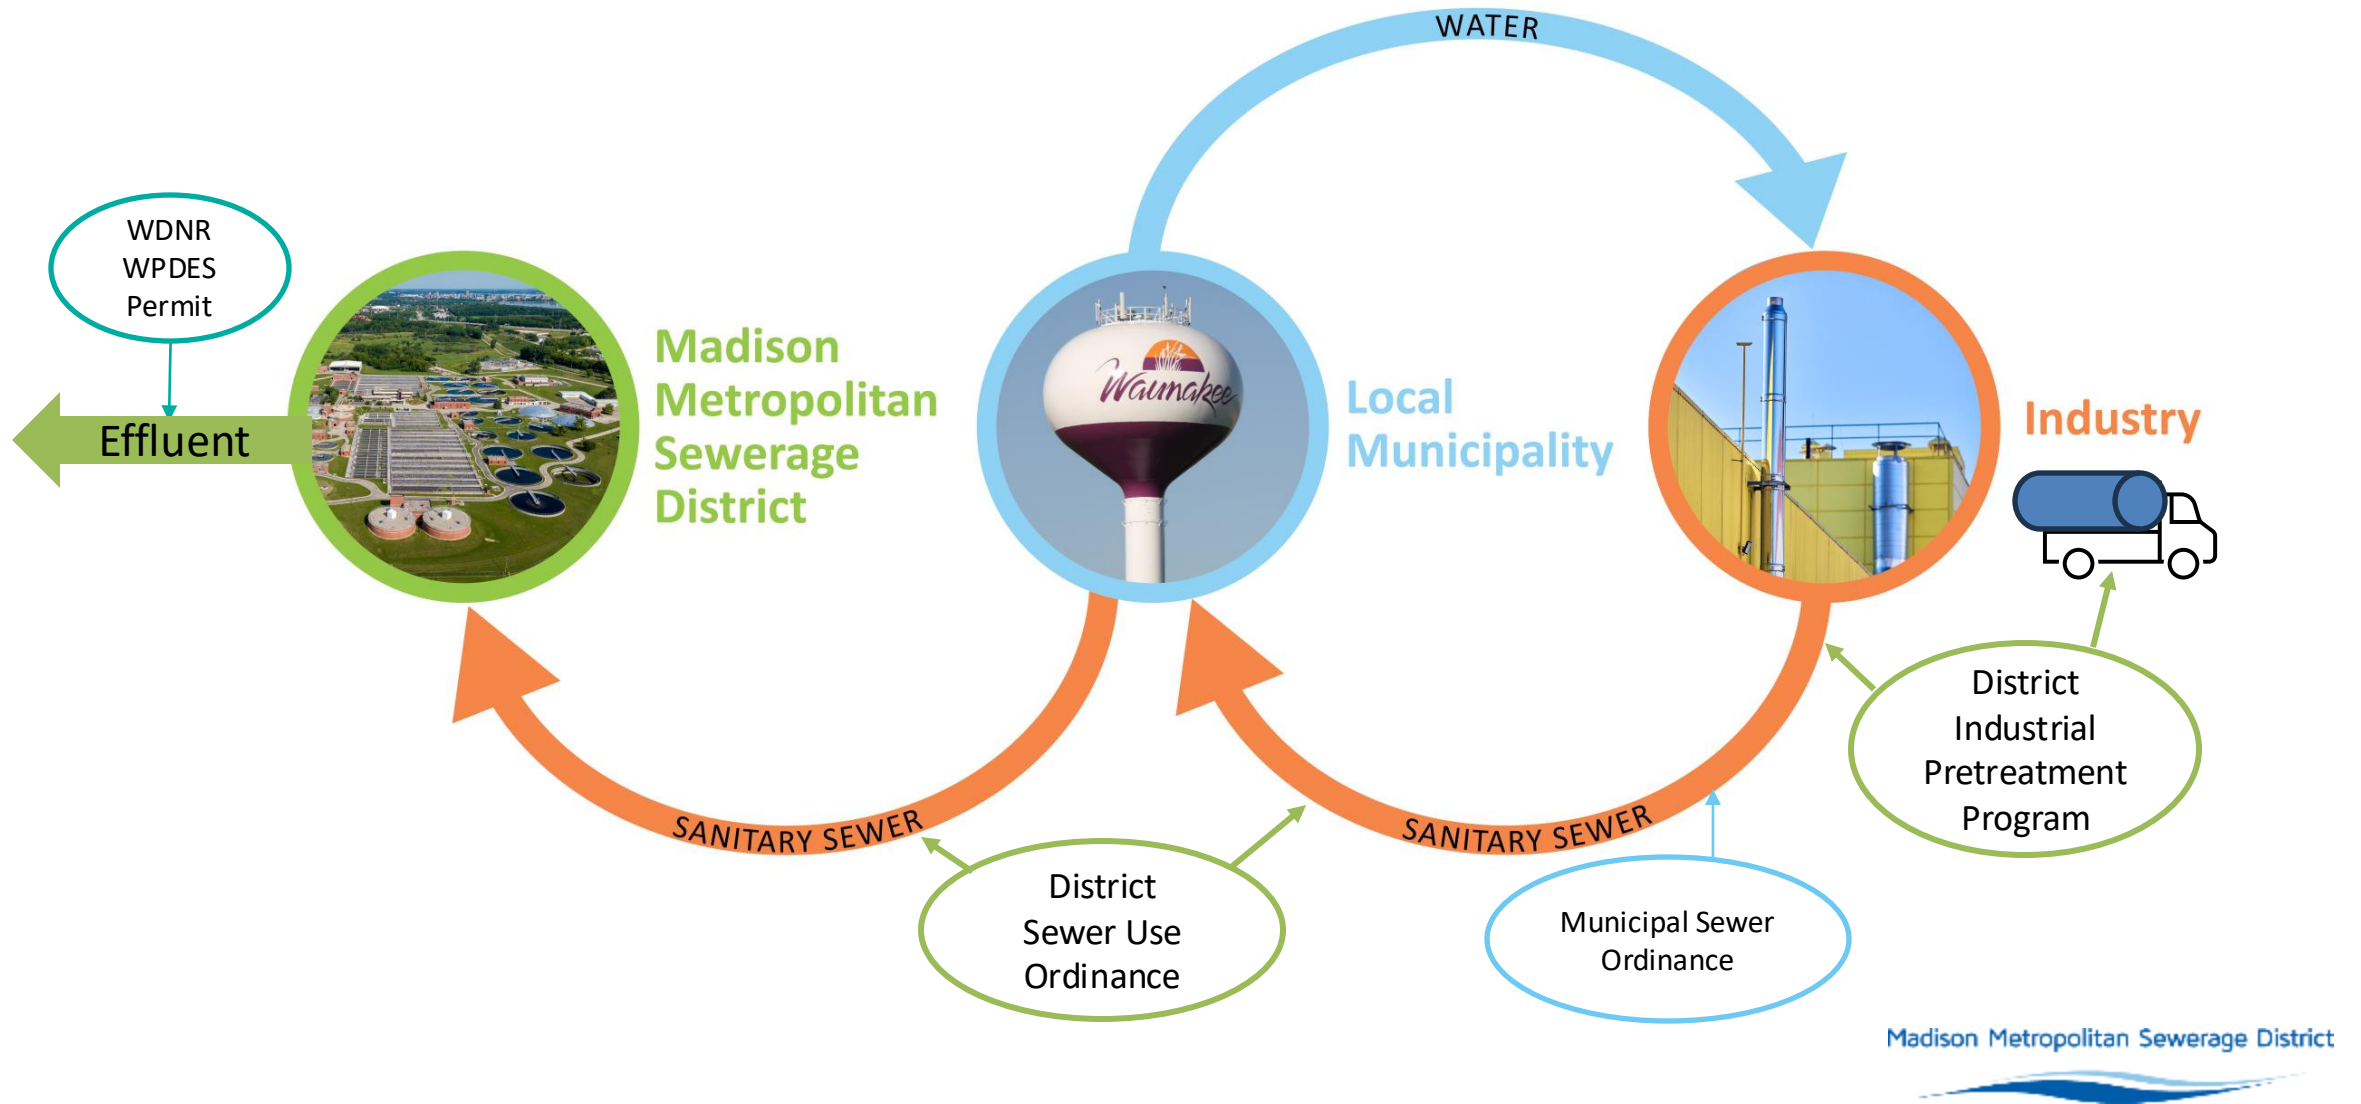 WATER
WDNR
WPDES
Permit
Effluent
Madison
Metropolitan
Sewerage
District
Waunakee
Local
Municipality
Industry
SANITARY SEWER
SANITARY SEWER
District
Sewer Use
Ordinance
Municipal Sewer
Ordinance
District
Industrial
Pretreatment
Program
Madison Metropolitan Sewerage District